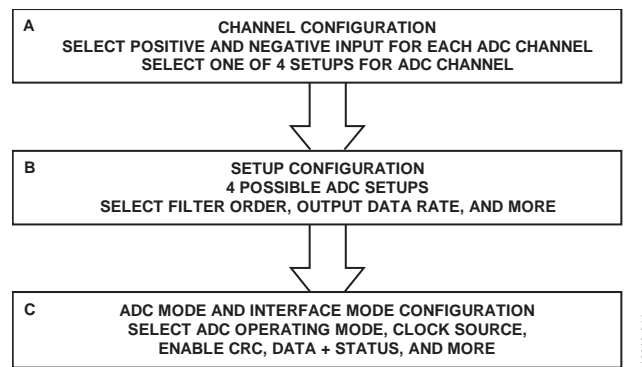 A
CHANNEL CONFIGURATION
SELECT POSITIVE AND NEGATIVE INPUT FOR EACH ADC CHANNEL
SELECT ONE OF 4 SETUPS FOR ADC CHANNEL
B
SETUP CONFIGURATION
4 POSSIBLE ADC SETUPS
SELECT FILTER ORDER, OUTPUT DATA RATE, AND MORE
C
ADC MODE AND INTERFACE MODE CONFIGURATION
SELECT ADC OPERATING MODE, CLOCK SOURCE,
ENABLE CRC, DATA + STATUS, AND MORE